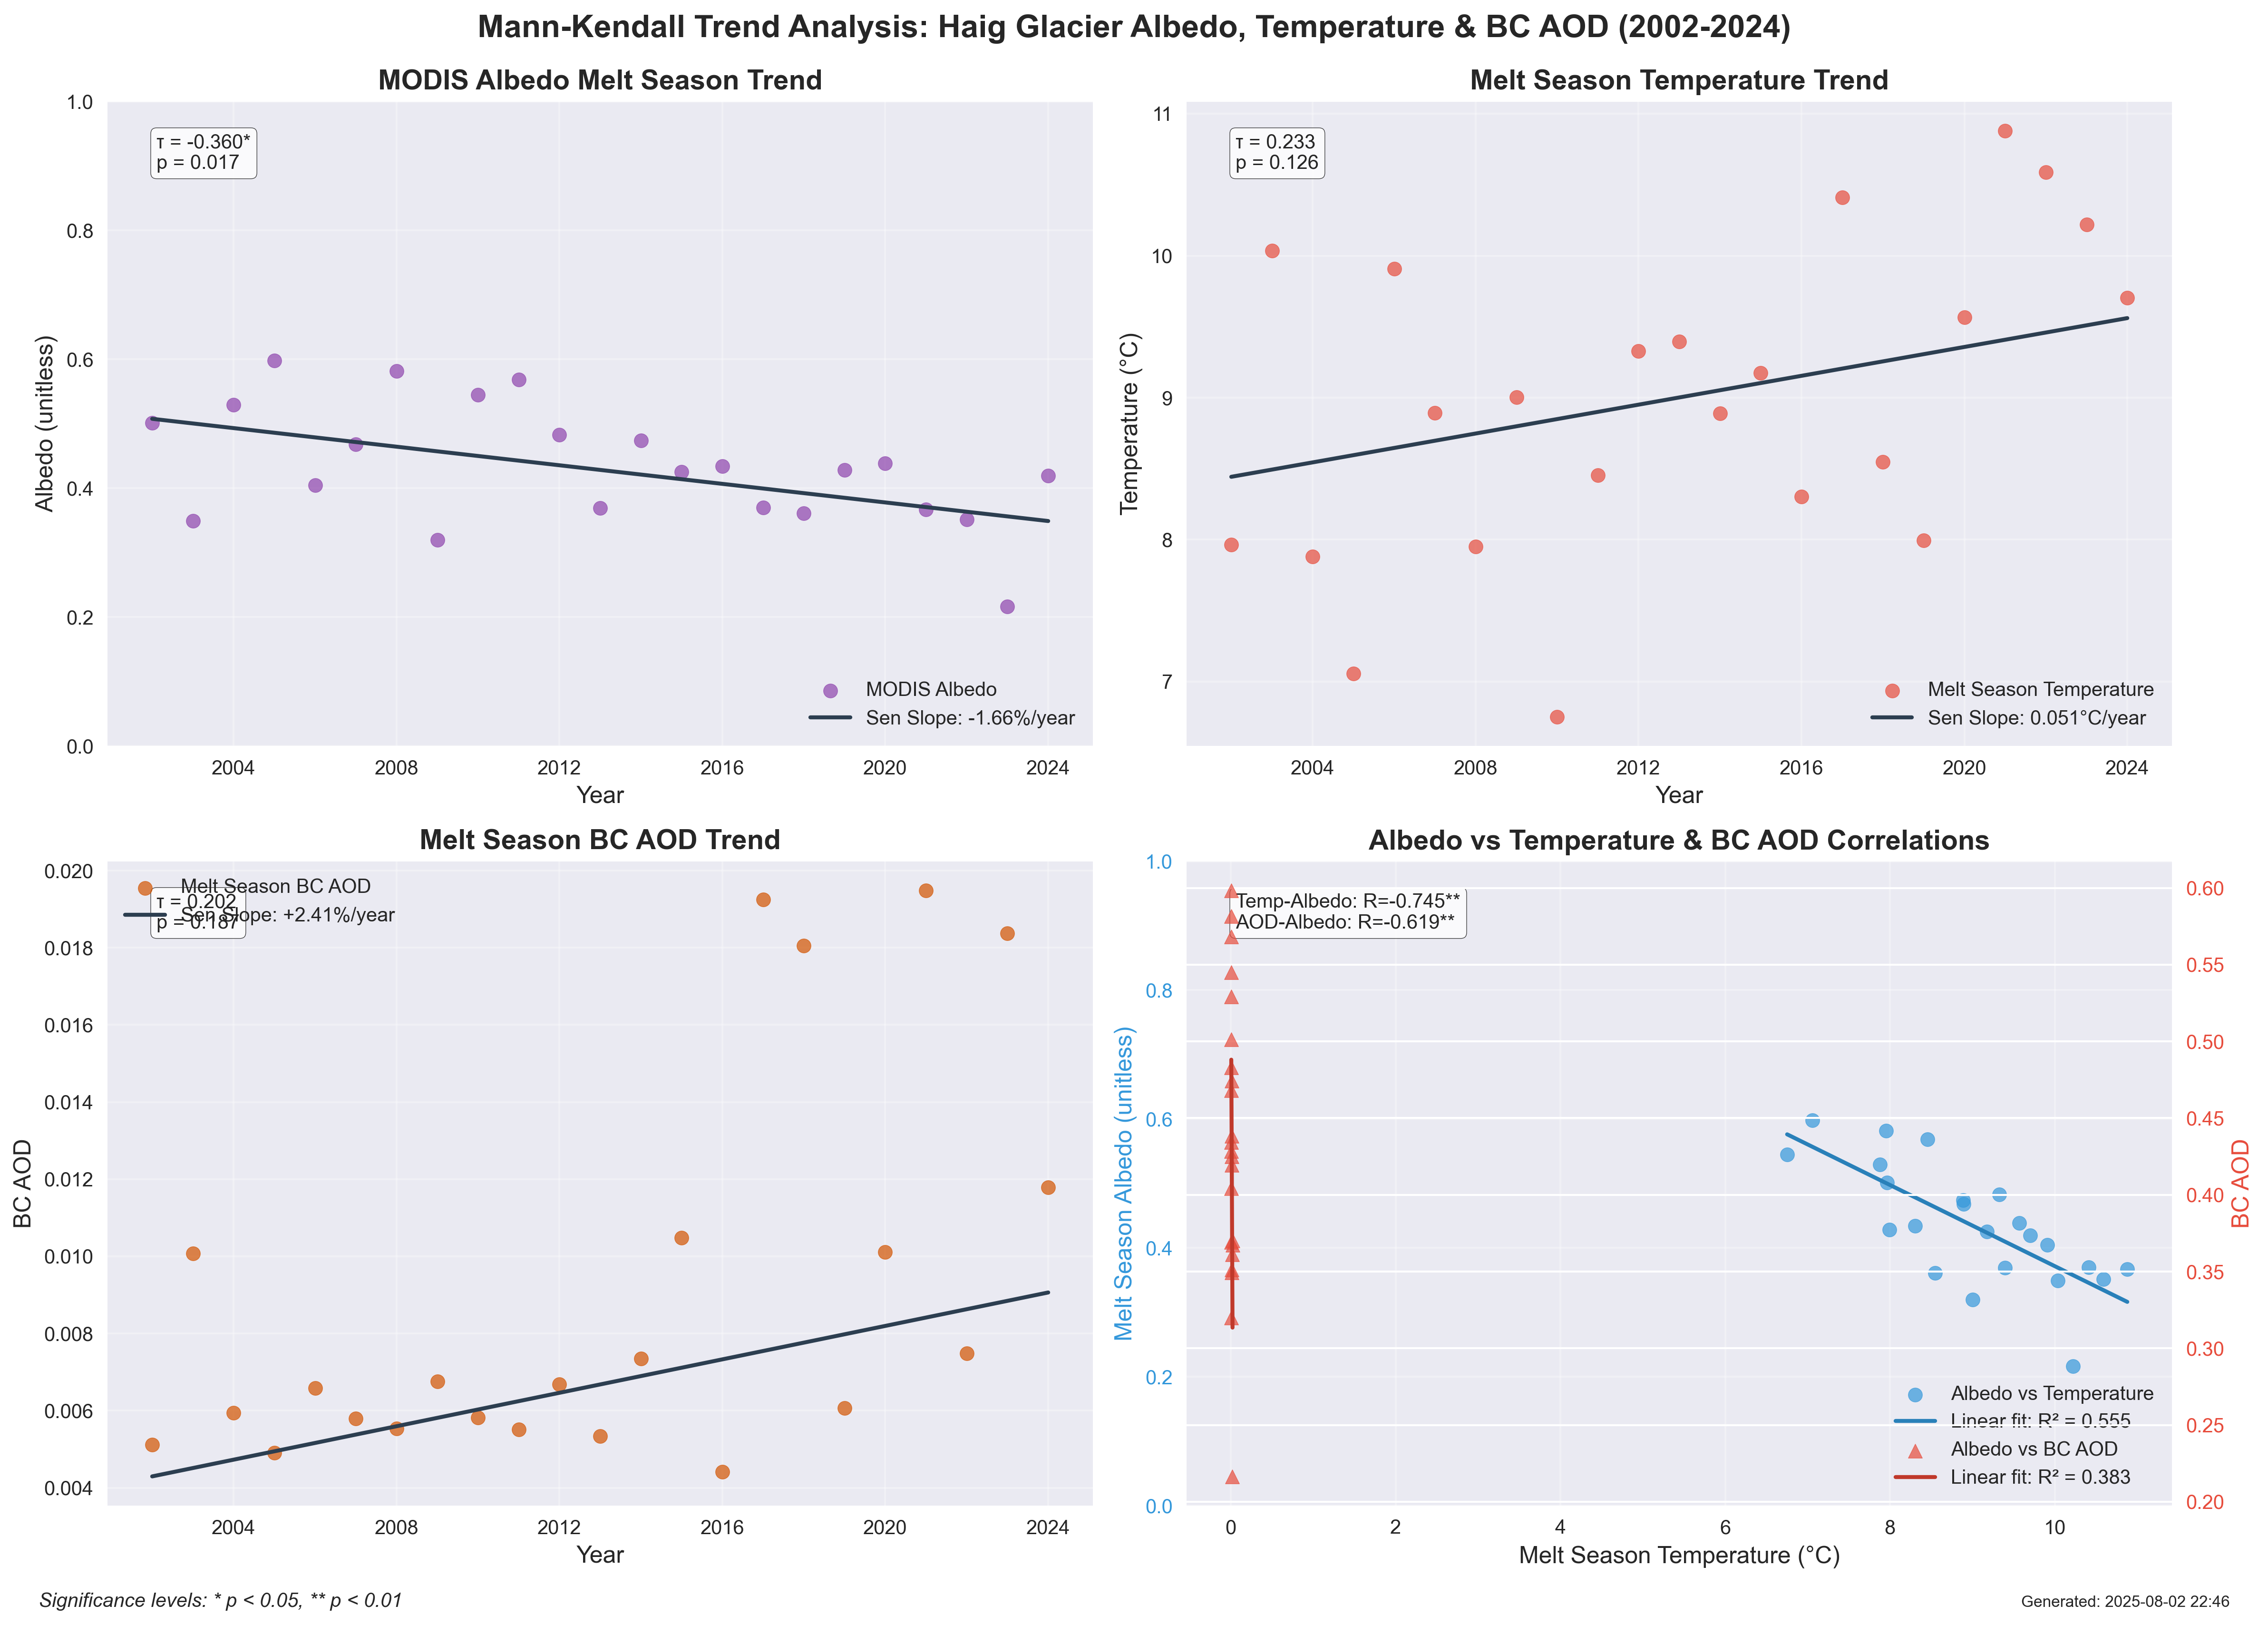 Mann-Kendall Trend Analysis: Haig Glacier Albedo, Temperature & BC AOD (2002-2024)
MODIS Albedo Melt Season Trend
τ = -0.360*
p = 0.017
Albedo (unitless)
1.0
0.8
0.6
0.4
0.2
0.0
MODIS Albedo
Sen Slope: -1.66%/year
2004 2008 2012 2016 2020 2024
Year
Melt Season Temperature Trend
τ = 0.233
p = 0.126
Temperature (°C)
11
10
9
8
7
Melt Season Temperature
Sen Slope: 0.051°C/year
2004 2008 2012 2016 2020 2024
Year
Melt Season BC AOD Trend
Melt Season BC AOD
Sen Slope: +2.41%/year
τ = 0.202
p = 0.187
BC AOD
0.020
0.018
0.016
0.014
0.012
0.010
0.008
0.006
0.004
2004 2008 2012 2016 2020 2024
Year
Albedo vs Temperature & BC AOD Correlations
Temp-Albedo: R=-0.745**
AOD-Albedo: R=-0.619**
Melt Season Albedo (unitless)
1.0
0.8
0.6
0.4
0.2
0.0
BC AOD
0.60
0.55
0.50
0.45
0.40
0.35
0.30
0.25
0.20
Albedo vs Temperature
Linear fit: R² = 0.555
Albedo vs BC AOD
Linear fit: R² = 0.383
0 2 4 6 8 10
Melt Season Temperature (°C)
Significance levels: * p < 0.05, ** p < 0.01
Generated: 2025-08-02 22:46